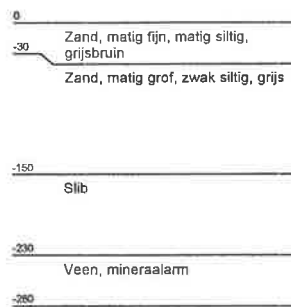 0
Zand, matig fijn, matig siltig,
grijsbruin
-30
Zand, matig grof, zwak siltig, grijs
-150
Slib
-230
Veen, mineraalarm
-280